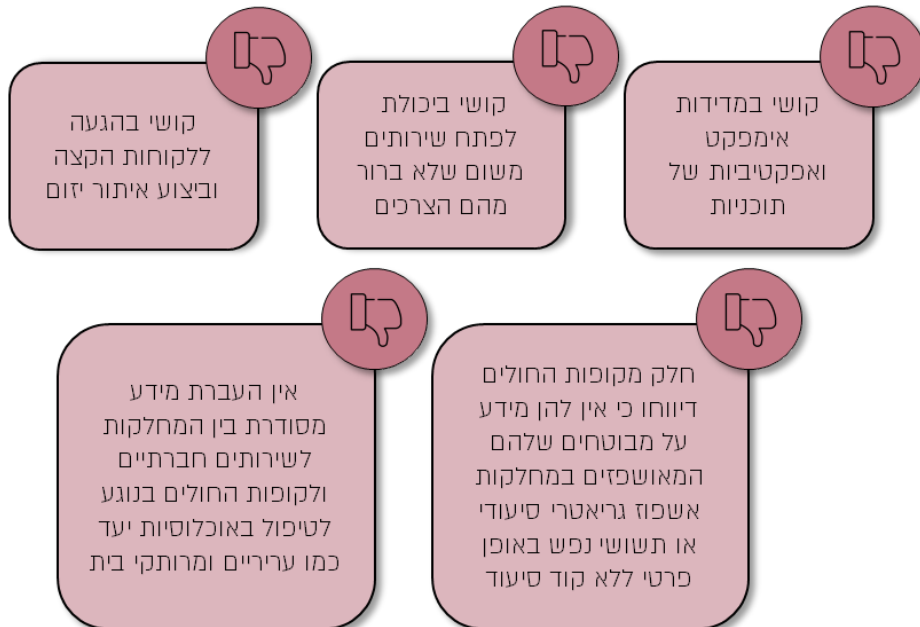 קושי במדידות
אימפקט
ואפקטיביות של
תוכניות
קושי ביכולת
לפתח שירותים
משום שלא ברור
מהם הצרכים
קושי בהגעה
ללקוחות הקצה
וביצוע איתור יזום
חלק מקופות החולים
דיווחו כי אין להן מידע
על מבוטחים שלהם
המאושפזים במחלקות
אשפוז גריאטרי סיעודי
או תשושי נפש באופן
פרטי ללא קוד סיעוד
אין העברת מידע
מסודרת בין המחלקות
לשירותים חברתיים
ולקופות החולים בנוגע
לטיפול באוכלוסיות יעד
כמו עריריים ומרותקי בית